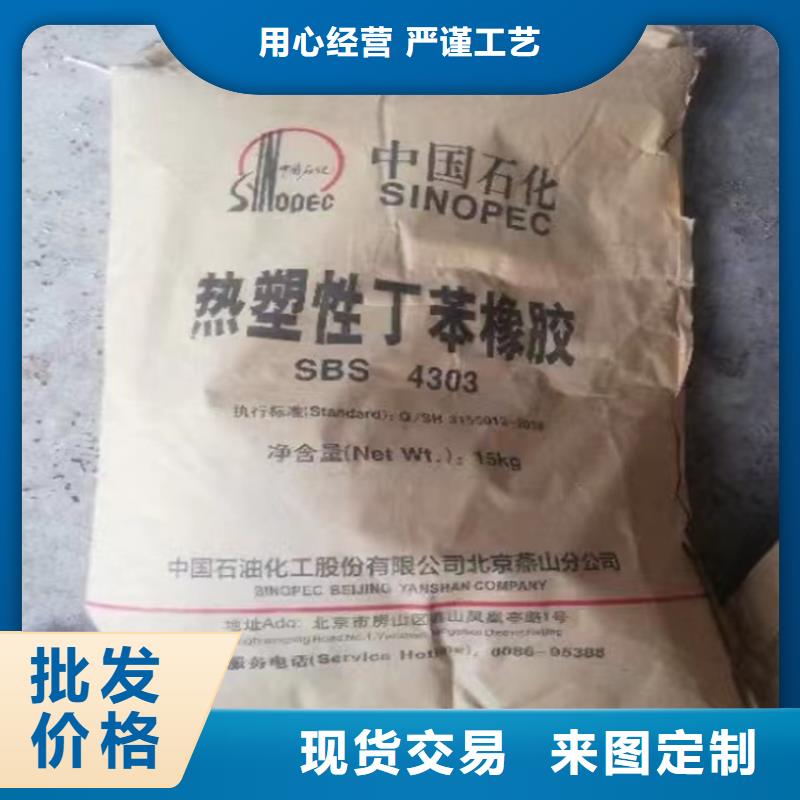 用心经营 严谨工艺
中国石化
SINOPEC
中国石化
SINOPEC
热塑性丁苯橡胶
SBS 4303
执行标准(Standard): Q/SH
净含量(Net Wt.): 15kg
中国石油化工股份有限公司北京燕山分公司
SINOPEC BEIJING YANSHAN COMPANY
地址Add: 北京市房山区燕山凤凰亭路1号
服务电话(Service Hotline), 0086-95388
批发
价格
现货交易 来图定制